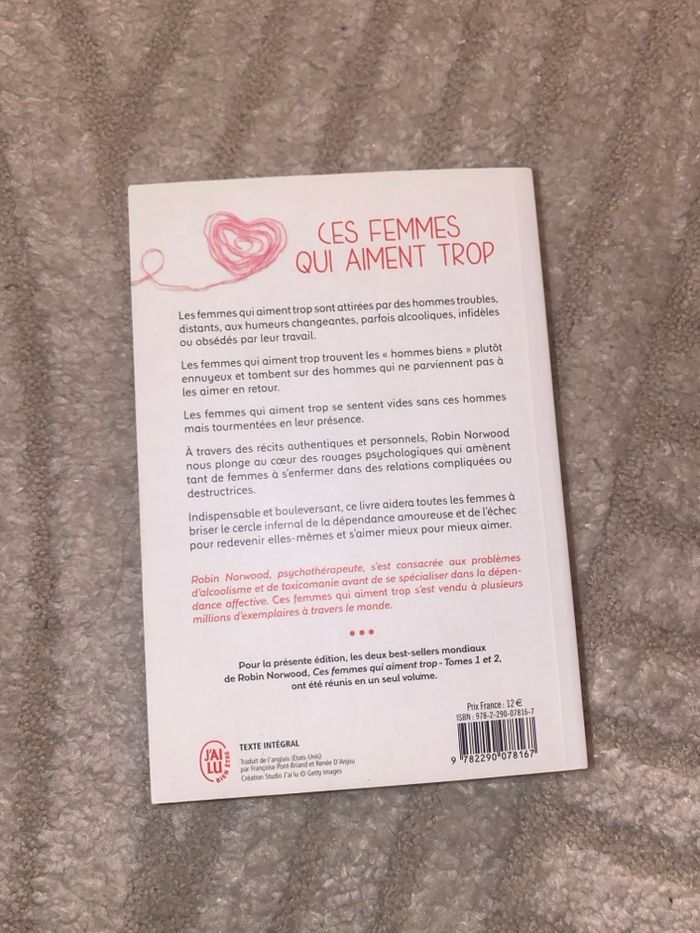 CES FEMMES
QUI AIMENT TROP
Les femmes qui aiment trop sont attirées par des hommes troubles,
distants, aux humeurs changeantes, parfois alcooliques, infidèles
ou obsédés par leur travail.
Les femmes qui aiment trop trouvent les « hommes biens » plutôt
ennuyeux et tombent sur des hommes qui ne parviennent pas à
les aimer en retour.
Les femmes qui aiment trop se sentent vides sans ces hommes
mais tourmentées en leur présence.
À travers des récits authentiques et personnels, Robin Norwood
nous plonge au cœur des rouages psychologiques qui amènent
tant de femmes à s'enfermer dans des relations compliquées ou
destructrices.
Indispensable et bouleversant, ce livre aidera toutes les femmes à
briser le cercle infernal de la dépendance amoureuse et de l'échec
pour redevenir elles-mêmes et s'aimer mieux pour mieux aimer.
Robin Norwood, psychothérapeute, s'est consacrée aux problèmes
d'alcoolisme et de toxicomanie avant de se spécialiser dans la dépen-
dance affective. Ces femmes qui aiment trop s'est vendu à plusieurs
millions d'exemplaires à travers le monde.
•••
Pour la présente édition, les deux best-sellers mondiaux
de Robin Norwood, Ces femmes qui aiment trop - Tomes 1 et 2,
ont été réunis en un seul volume.
Prix France : 12 €
ISBN : 978-2-290-07816-7
9 782290 078167
J'AI
LU
BIEN ÊTRE
TEXTE INTÉGRAL
Traduit de l'anglais (États-Unis)
par Françoise Pont-Briand et Renée D'Anjou
Création Studio J'ai lu © Getty Images